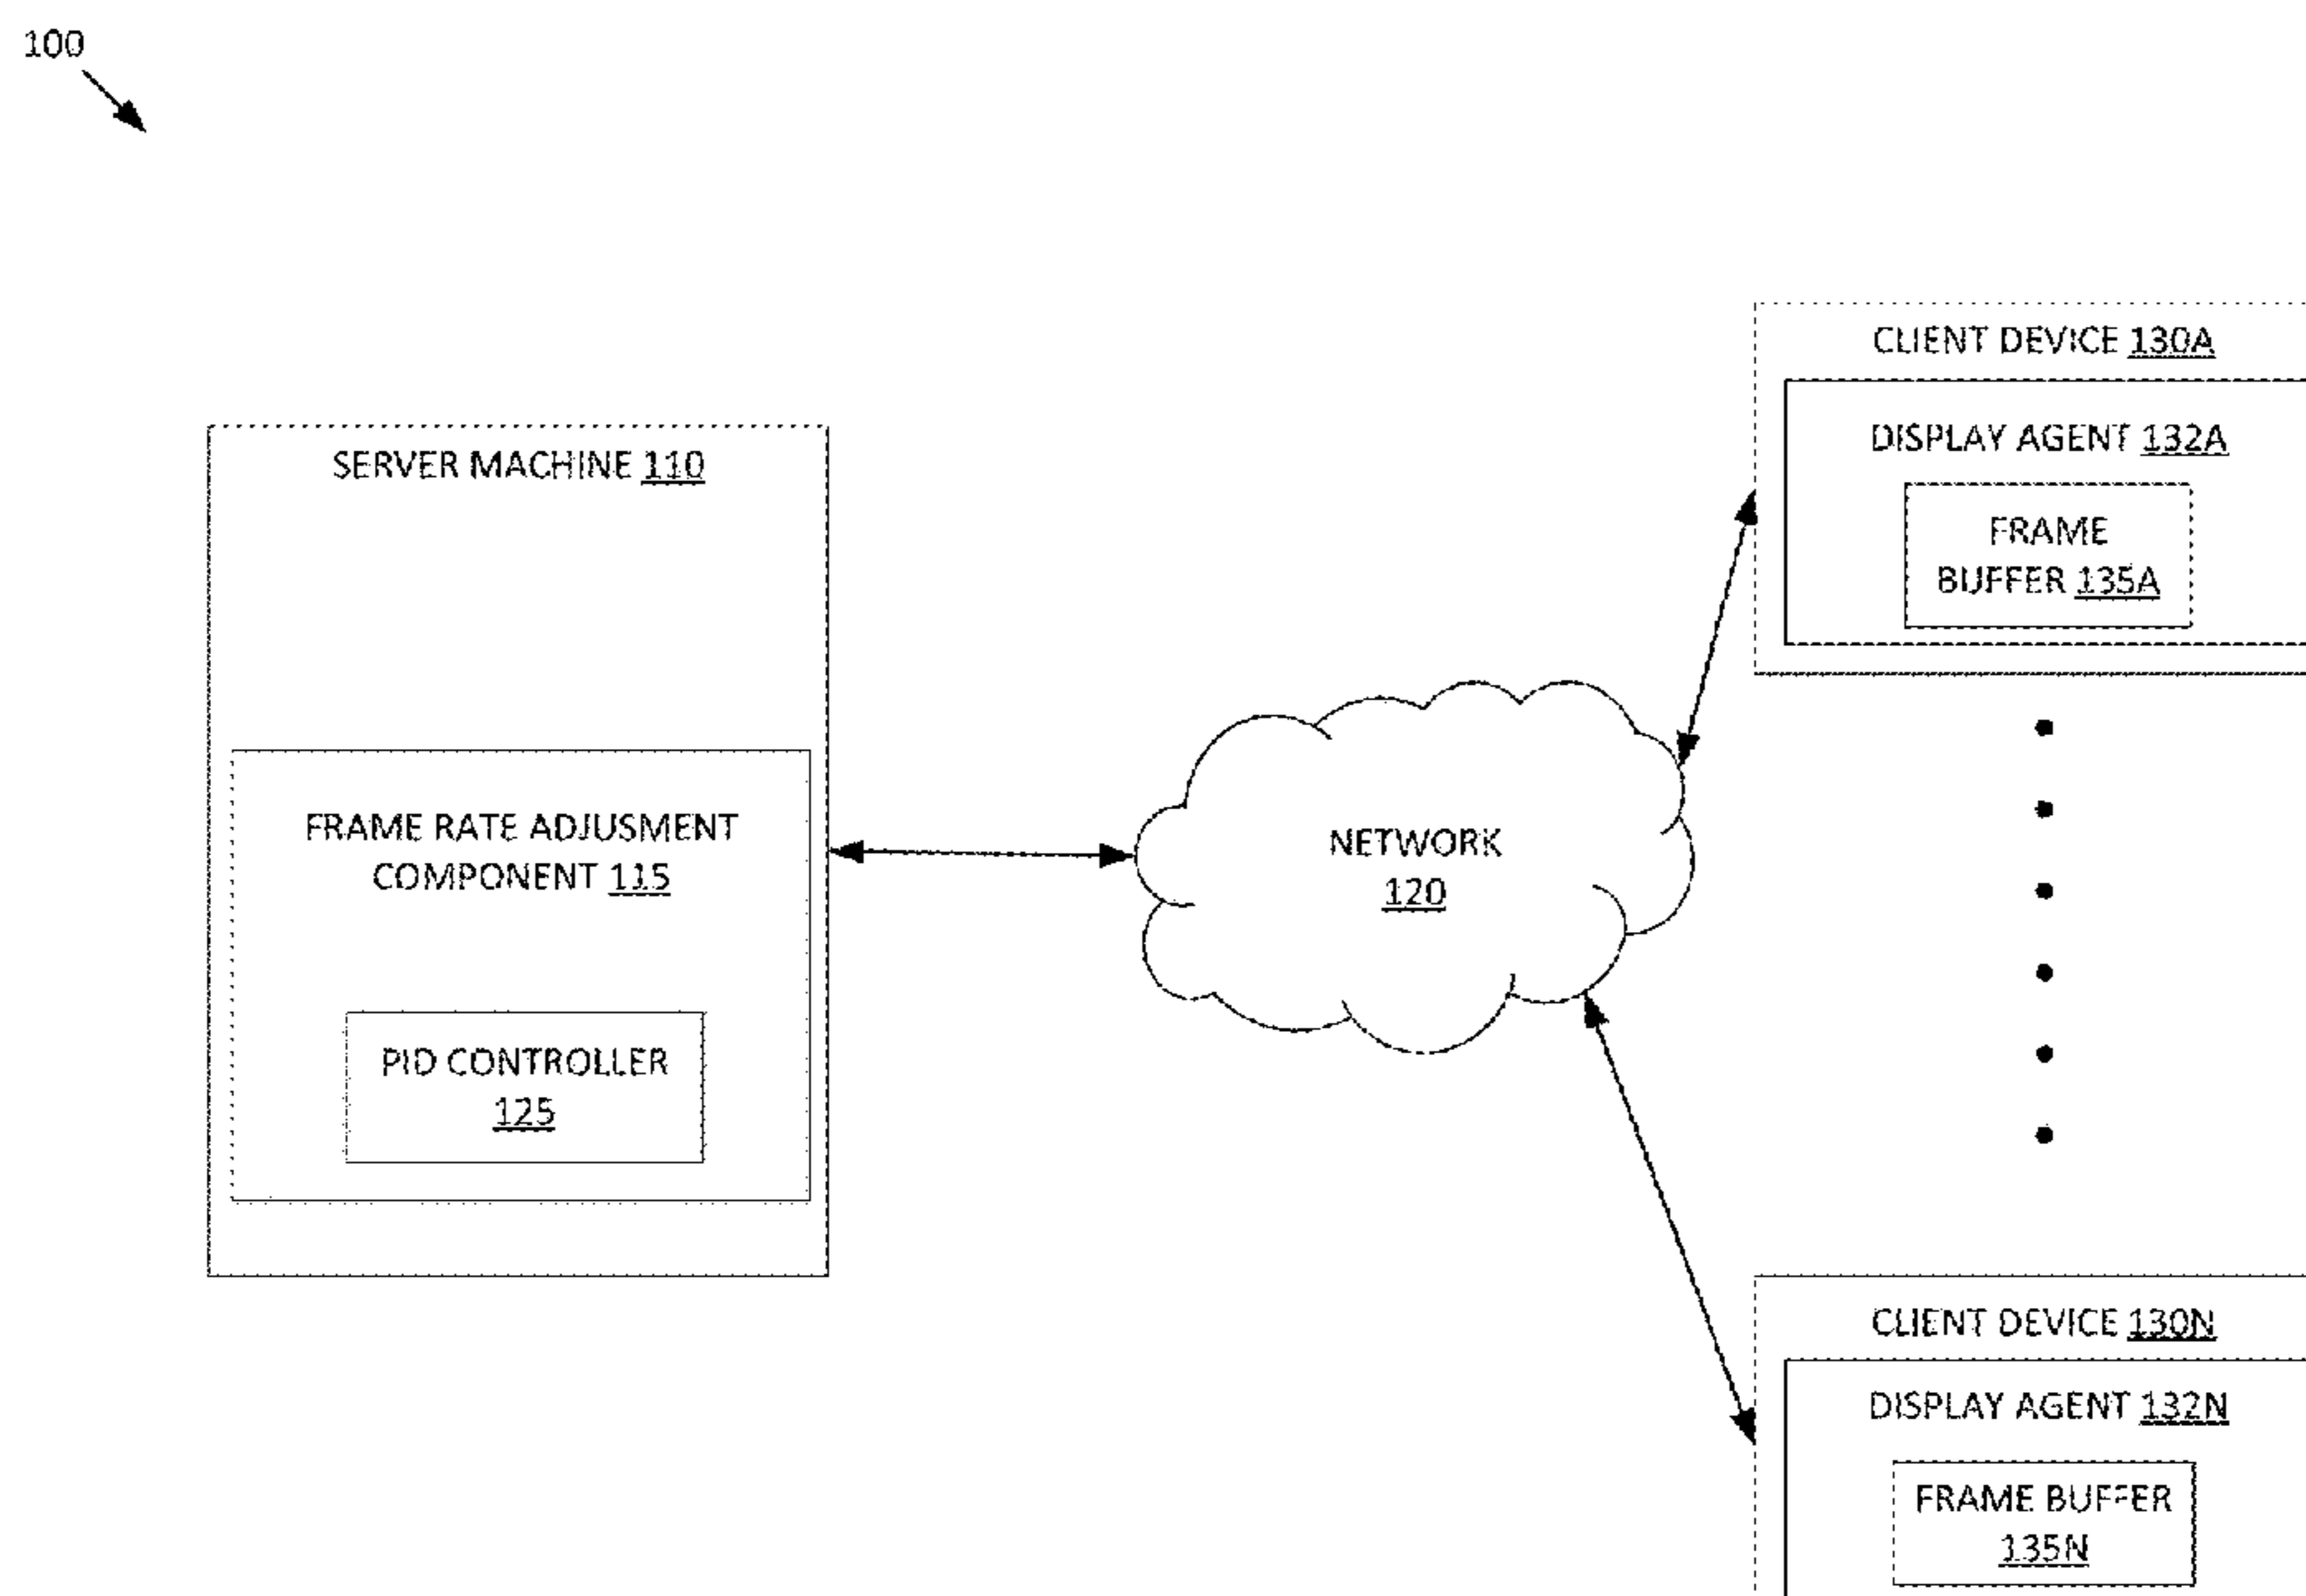 100
SERVER MACHINE 110
FRAME RATE ADJUSMENT
COMPONENT 115
PID CONTROLLER
125
NETWORK
120
CLIENT DEVICE 130A
DISPLAY AGENT 132A
FRAME
BUFFER 135A
CLIENT DEVICE 130N
DISPLAY AGENT 132N
FRAME BUFFER
135N